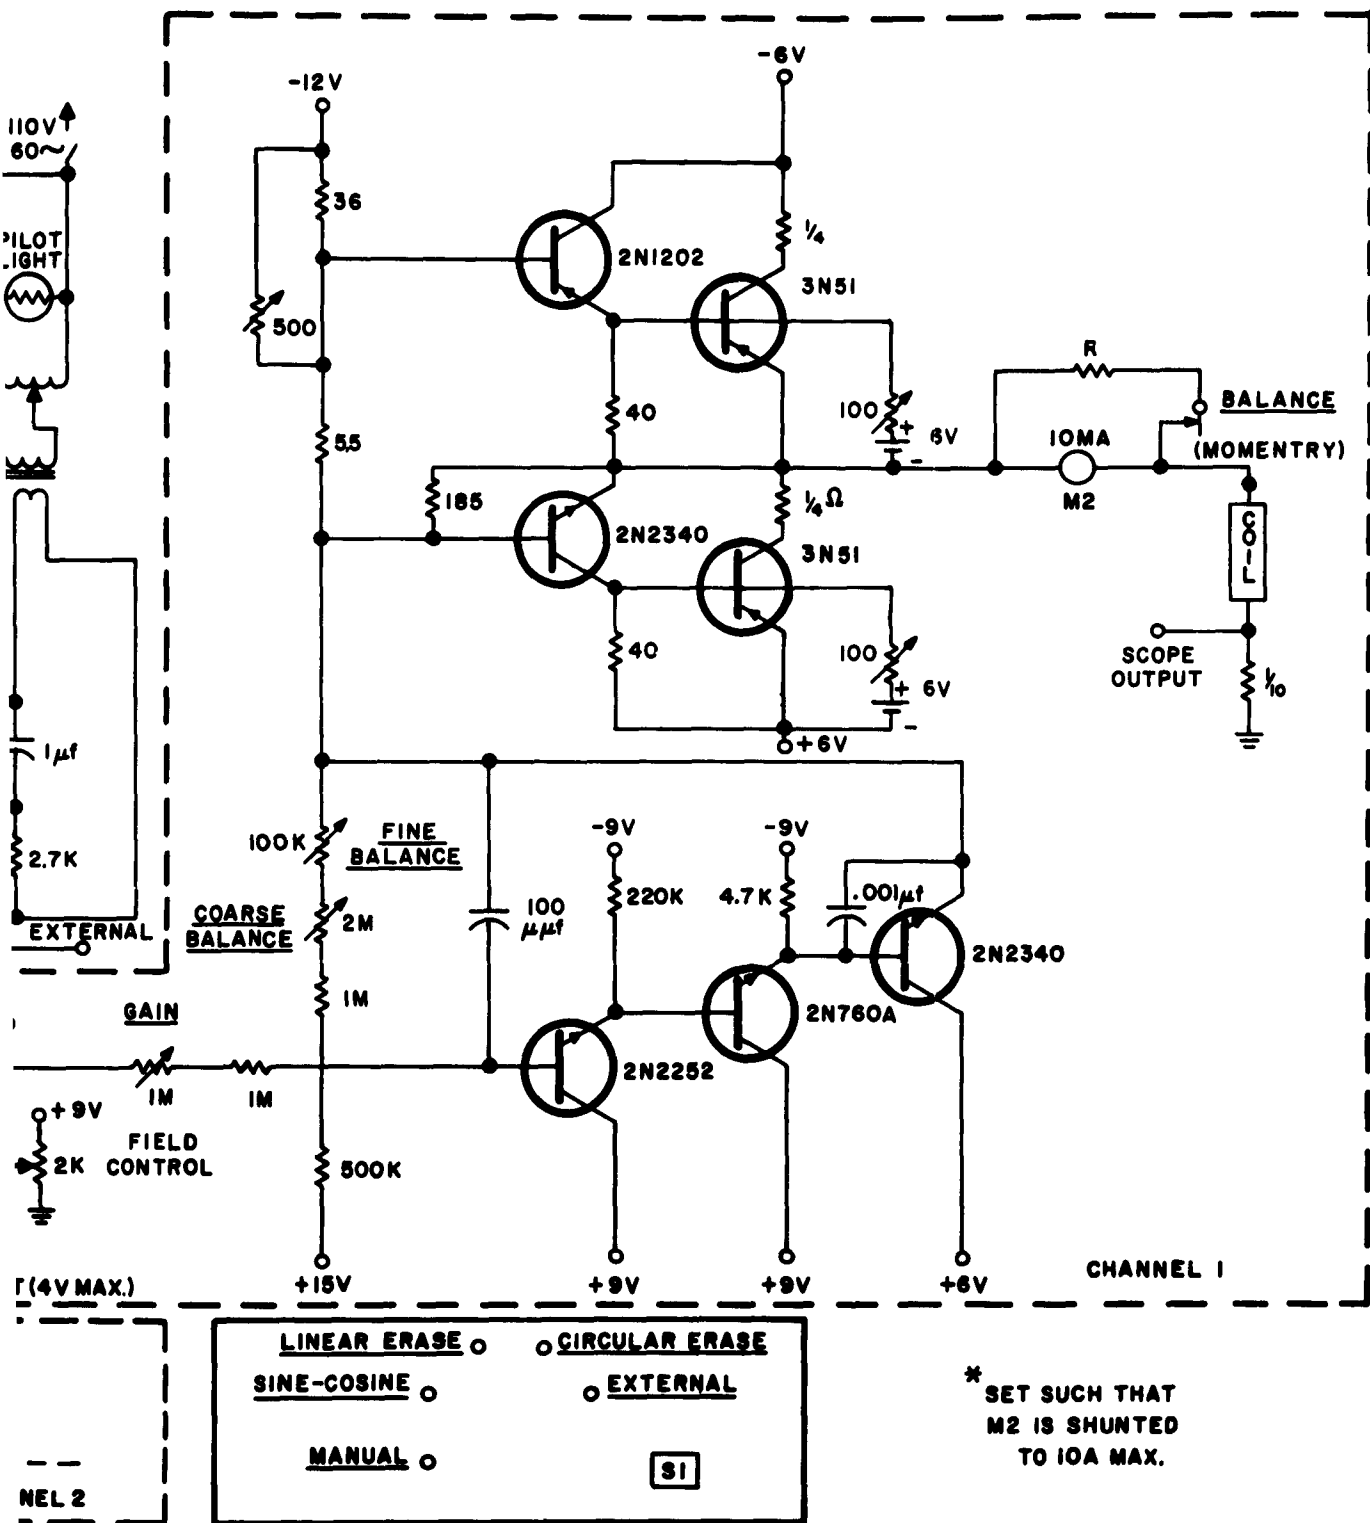 -12V
-6V
110V
60~
36
1/4
PILOT
LIGHT
2N1202
3N51
500
R
BALANCE
(MOMENTRY)
40
100
+
6V
-
10MA
M2
55
185
1/4 Ω
2N2340
3N51
COIL
40
100
+
6V
-
SCOPE
OUTPUT
1/10
+6V
1μf
2.7K
100K
FINE
BALANCE
-9V
-9V
220K
4.7K
.001μf
COARSE
BALANCE
2M
100
μμf
EXTERNAL
2N2340
1M
GAIN
2N760A
2N2252
1M
1M
+9V
2K
FIELD
CONTROL
500K
CHANNEL 1
(4V MAX.)
+15V
+9V
+9V
+6V
LINEAR ERASE
CIRCULAR ERASE
SINE-COSINE
EXTERNAL
MANUAL
S1
*
SET SUCH THAT
M2 IS SHUNTED
TO 10A MAX.
NEL 2